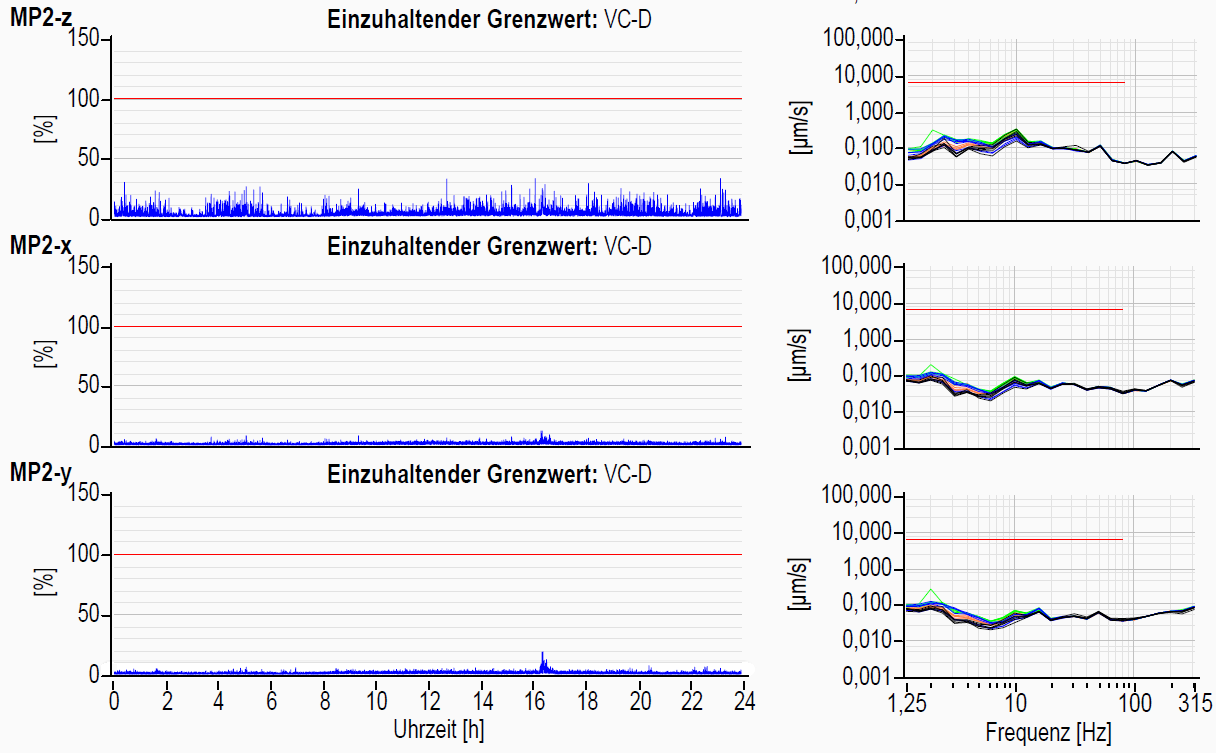 MP2-z
Einzuhaltender Grenzwert: VC-D
150
100
50
0
[%]
100,000
10,000
1,000
0,100
0,010
0,001
[µm/s]
MP2-x
Einzuhaltender Grenzwert: VC-D
150
100
50
0
[%]
100,000
10,000
1,000
0,100
0,010
0,001
[µm/s]
MP2-y
Einzuhaltender Grenzwert: VC-D
150
100
50
0
[%]
100,000
10,000
1,000
0,100
0,010
0,001
[µm/s]
0 2 4 6 8 10 12 14 16 18 20 22 24
Uhrzeit [h]
1,25 10 100 315
Frequenz [Hz]